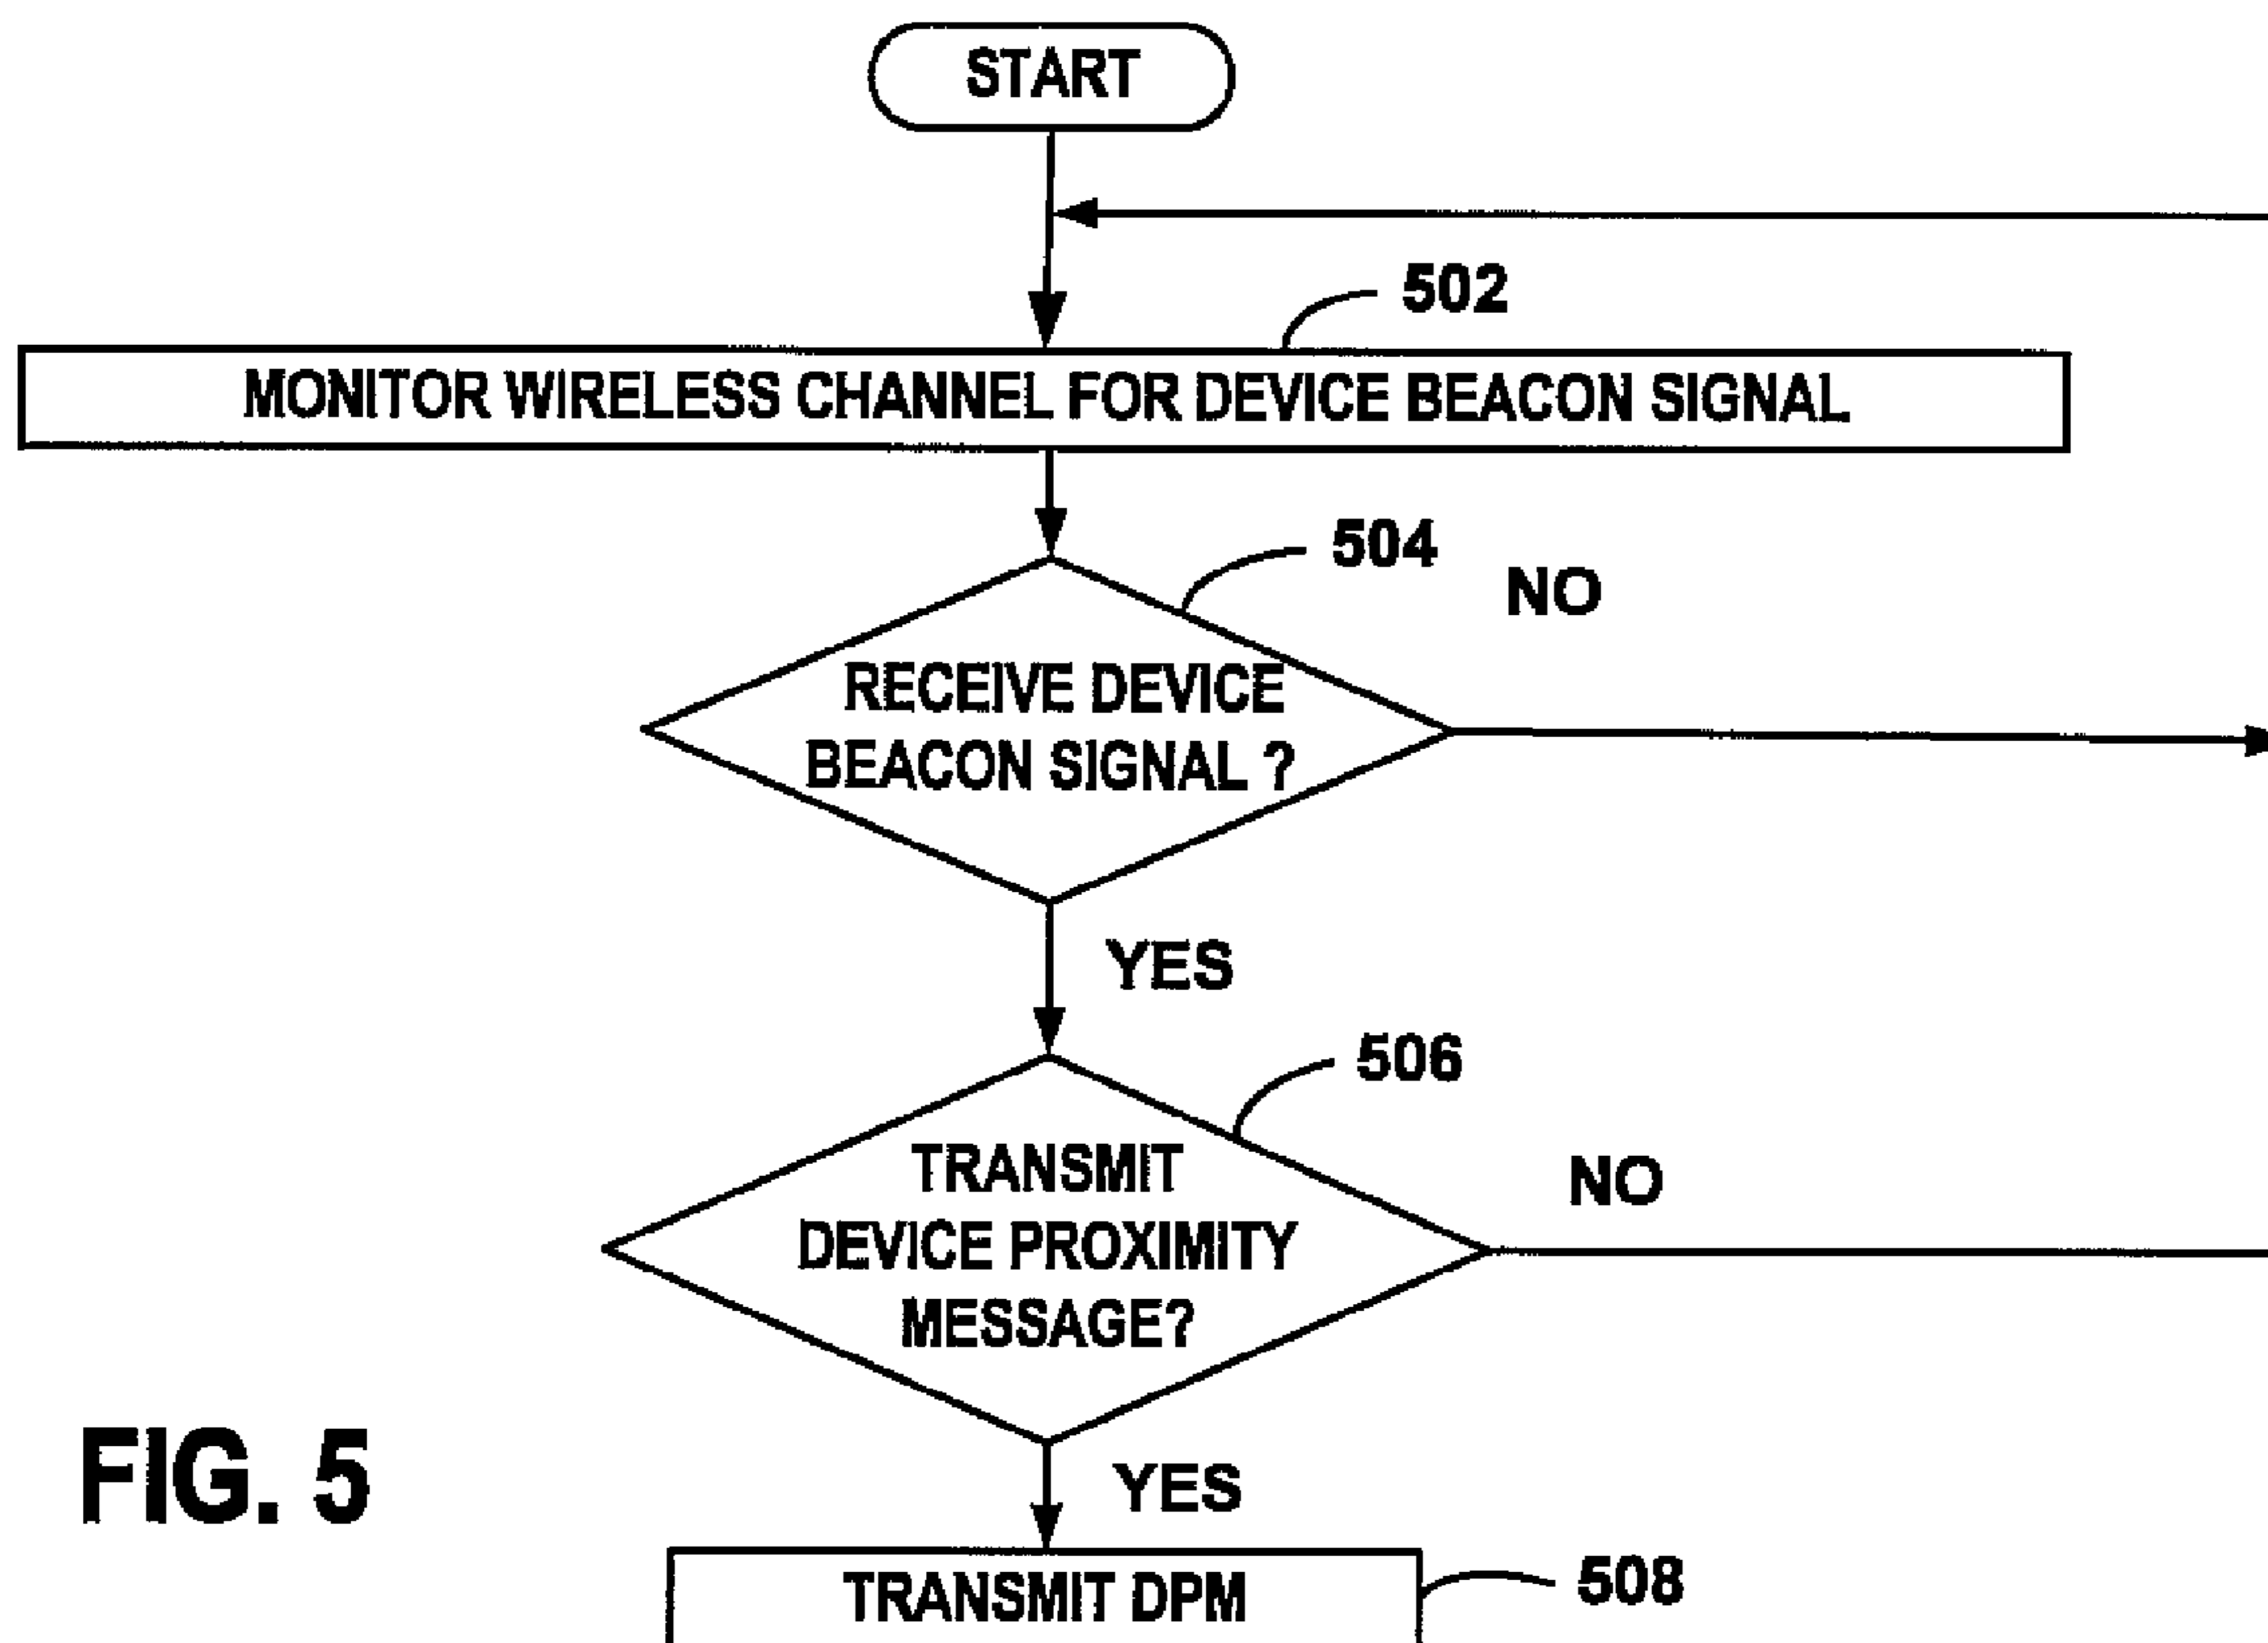 START
502
MONITOR WIRELESS CHANNEL FOR DEVICE BEACON SIGNAL
504
NO
RECEIVE DEVICE
BEACON SIGNAL ?
YES
506
TRANSMIT
DEVICE PROXIMITY
MESSAGE?
NO
YES
FIG. 5
TRANSMIT DPM
508